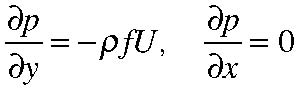 ∂p/∂y = −ρfU, ∂p/∂x = 0